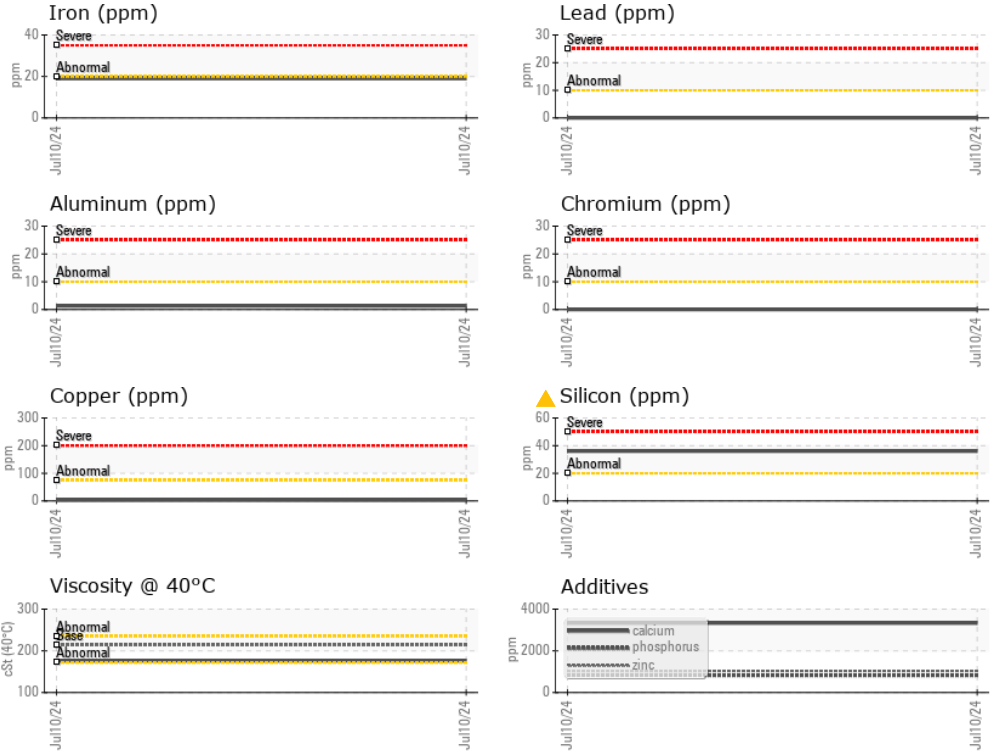 Iron (ppm)
40
Severe
Abnormal
20
0
ppm
Jul10/24
Jul10/24
Lead (ppm)
30
Severe
20
Abnormal
10
0
ppm
Jul10/24
Jul10/24
Aluminum (ppm)
30
Severe
20
Abnormal
10
0
ppm
Jul10/24
Jul10/24
Chromium (ppm)
30
Severe
20
Abnormal
10
0
ppm
Jul10/24
Jul10/24
Copper (ppm)
300
Severe
200
Abnormal
100
0
ppm
Jul10/24
Jul10/24
Silicon (ppm)
60
Severe
40
Abnormal
20
0
ppm
Jul10/24
Jul10/24
Viscosity @ 40°C
300
Abnormal
Base
200
Abnormal
100
cSt (40°C)
Jul10/24
Jul10/24
Additives
4000
calcium
phosphorus
2000
zinc
0
ppm
Jul10/24
Jul10/24